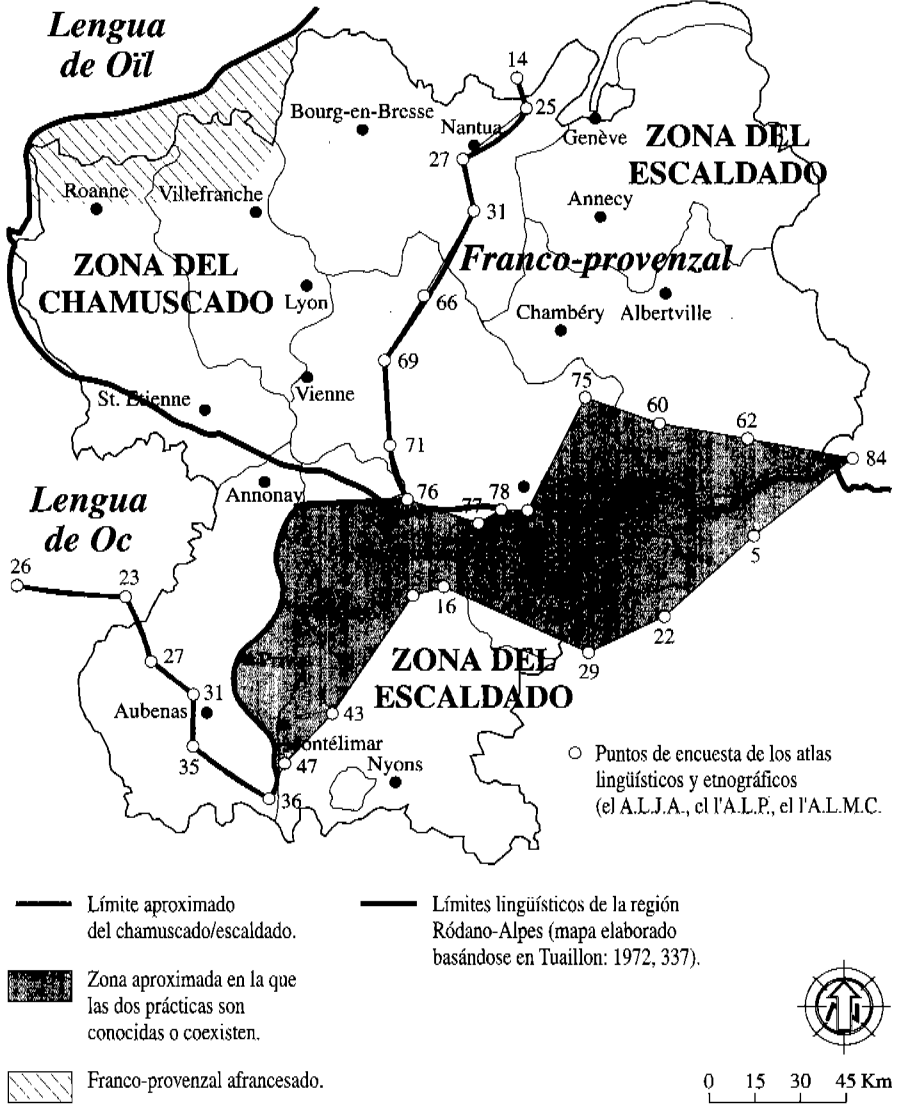 Lengua
de Oïl
14
25
Bourg-en-Bresse
Nantua
Genève
ZONA DEL
ESCALDADO
27
Roanne
Villefranche
31
Annecy
Franco-provenzal
ZONA DEL
CHAMUSCADO
Lyon
66
Chambéry
Albertville
69
75
St. Etienne
Vienne
60
62
71
84
Annonay
76
77
78
Lengua
de Oc
26
23
5
16
22
27
ZONA DEL
ESCALDADO
29
31
Aubenas
43
35
47
Nyons
36
Puntos de encuesta de los atlas
lingüísticos y etnográficos
(el A.L.J.A., cl l'A.L.P., el l'A.L.M.C.
Límite aproximado
del chamuscado/escaldado.
Límites lingüísticos de la región
Ródano-Alpes (mapa elaborado
basándose en Tuaillon: 1972, 337).
Zona aproximada en la que
las dos prácticas son
conocidas o coexisten.
Franco-provenzal afrancesado.
0 15 30 45 Km